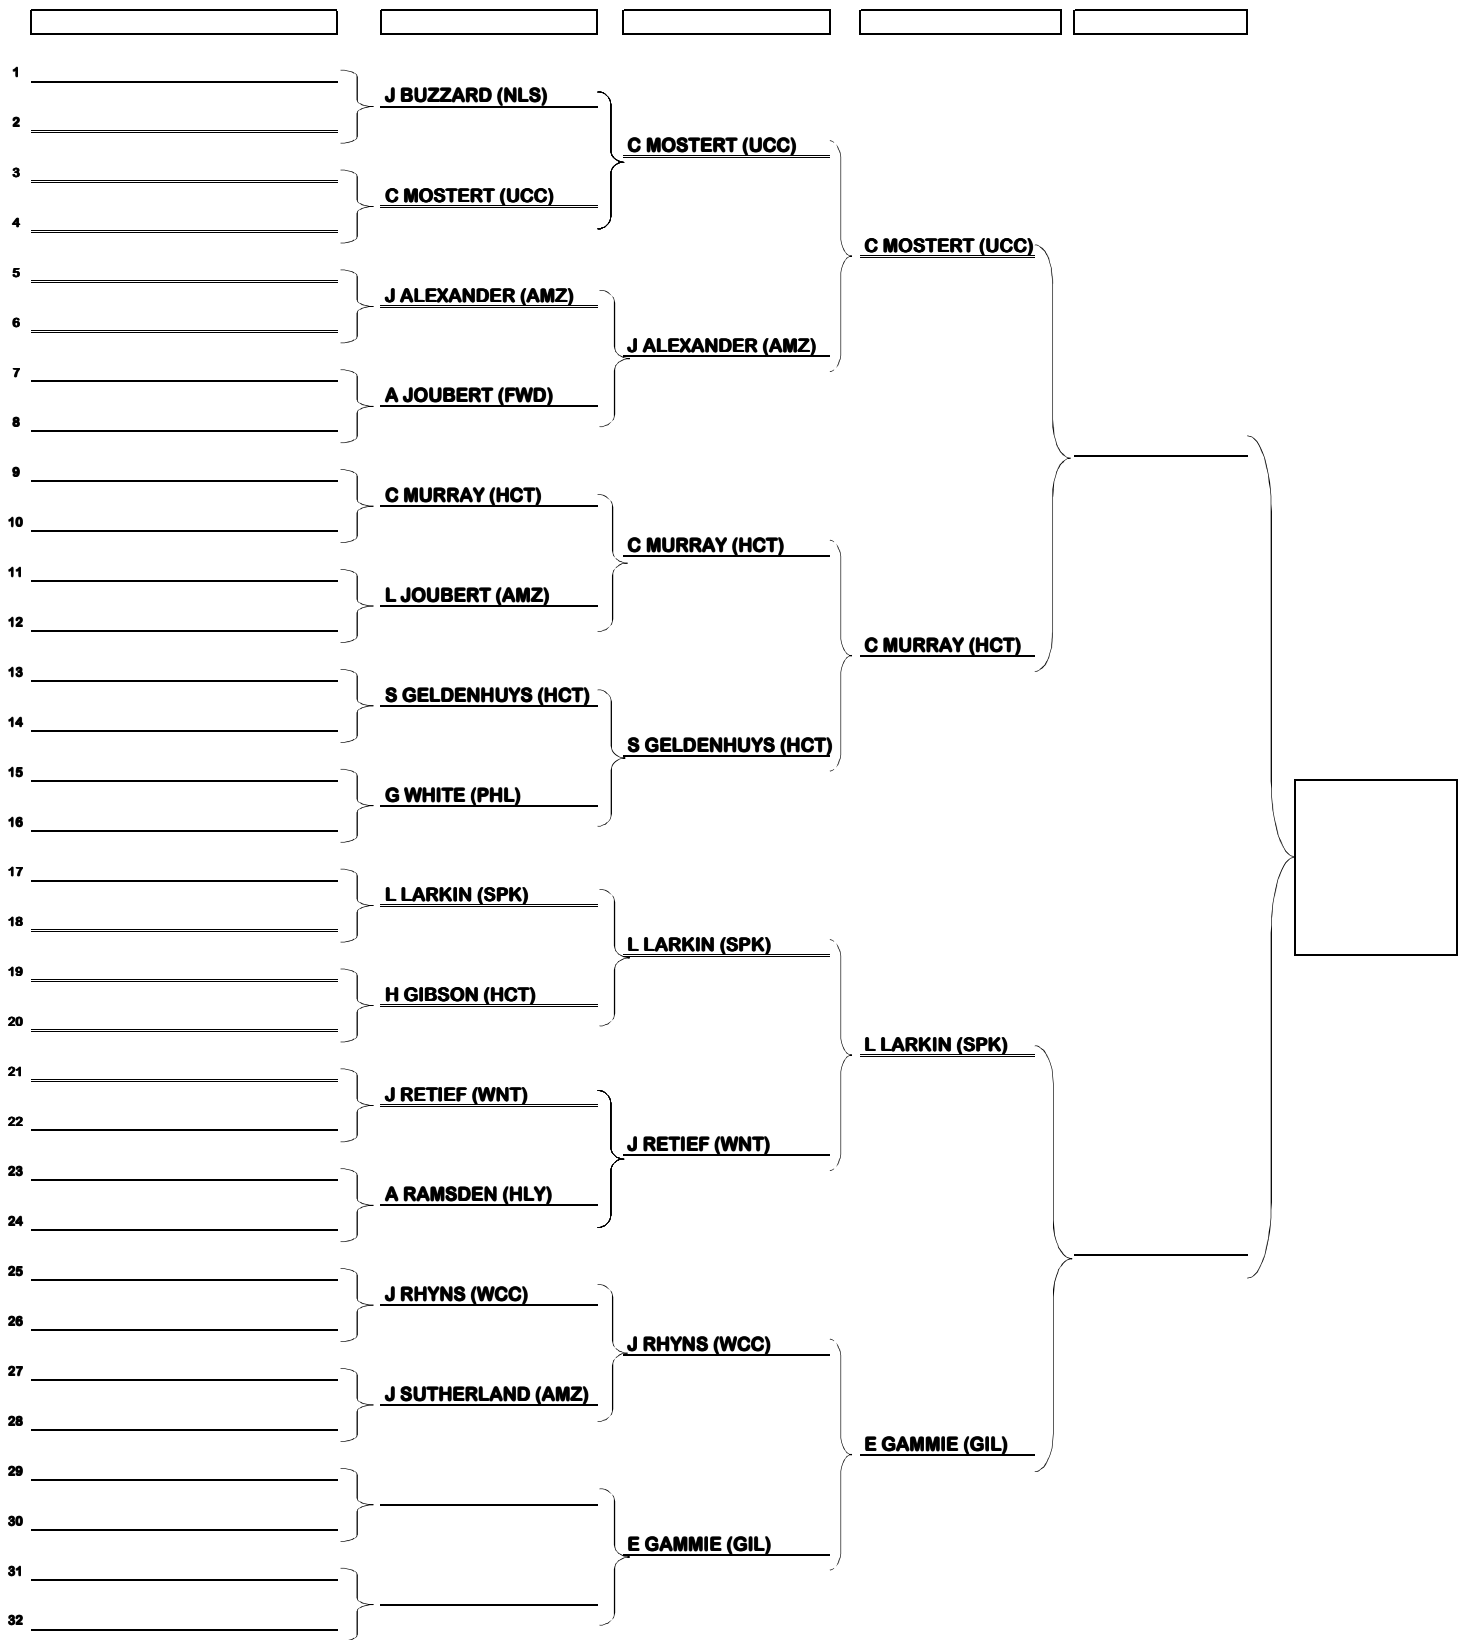 1
J BUZZARD (NLS)
2
C MOSTERT (UCC)
3
C MOSTERT (UCC)
4
C MOSTERT (UCC)
5
J ALEXANDER (AMZ)
6
J ALEXANDER (AMZ)
7
A JOUBERT (FWD)
8
9
C MURRAY (HCT)
10
C MURRAY (HCT)
11
L JOUBERT (AMZ)
12
C MURRAY (HCT)
13
S GELDENHUYS (HCT)
14
S GELDENHUYS (HCT)
15
G WHITE (PHL)
16
17
L LARKIN (SPK)
18
L LARKIN (SPK)
19
H GIBSON (HCT)
20
L LARKIN (SPK)
21
J RETIEF (WNT)
22
J RETIEF (WNT)
23
A RAMSDEN (HLY)
24
25
J RHYNS (WCC)
26
J RHYNS (WCC)
27
J SUTHERLAND (AMZ)
28
E GAMMIE (GIL)
29
30
E GAMMIE (GIL)
31
32